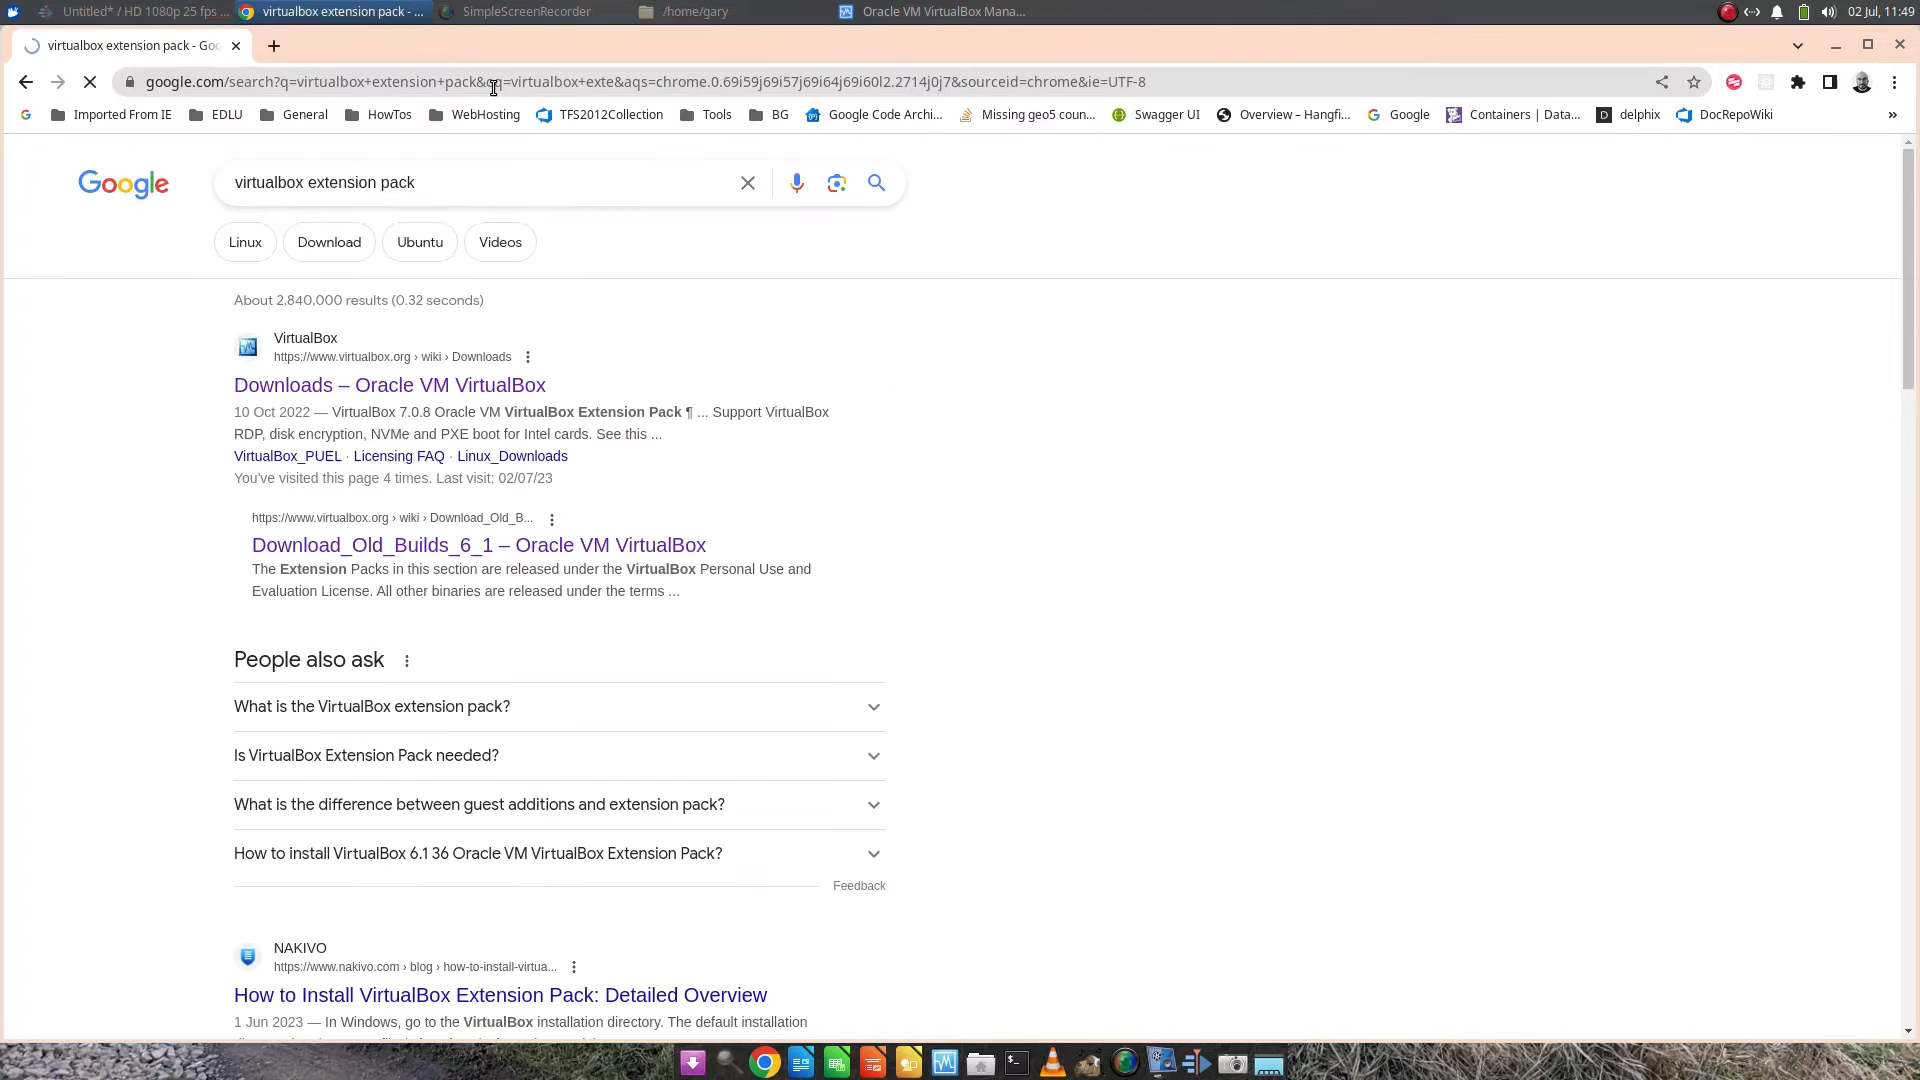 Untitled* / HD 1080p 25 fps ...
virtualbox extension pack - ...
SimpleScreenRecorder
/home/gary
Oracle VM VirtualBox Mana...
02 Jul, 11:49
virtualbox extension pack - Goo
google.com/search?q=virtualbox+extension+pack&oq=virtualbox+exte&aqs=chrome.0.69i59j69i57j69i64j69i60l2.2714j0j7&sourceid=chrome&ie=UTF-8
Imported From IE
EDLU
General
HowTos
WebHosting
TFS2012Collection
Tools
BG
Google Code Archi...
Missing geo5 coun...
Swagger UI
Overview – Hangfi...
Google
Containers | Data...
delphix
DocRepoWiki
»
Google
virtualbox extension pack
Linux
Download
Ubuntu
Videos
About 2,840,000 results (0.32 seconds)
VirtualBox
https://www.virtualbox.org › wiki › Downloads
Downloads – Oracle VM VirtualBox
10 Oct 2022 — VirtualBox 7.0.8 Oracle VM VirtualBox Extension Pack ¶ ... Support VirtualBox
RDP, disk encryption, NVMe and PXE boot for Intel cards. See this ...
VirtualBox_PUEL · Licensing FAQ · Linux_Downloads
You've visited this page 4 times. Last visit: 02/07/23
https://www.virtualbox.org › wiki › Download_Old_B...
Download_Old_Builds_6_1 – Oracle VM VirtualBox
The Extension Packs in this section are released under the VirtualBox Personal Use and
Evaluation License. All other binaries are released under the terms ...
People also ask
What is the VirtualBox extension pack?
Is VirtualBox Extension Pack needed?
What is the difference between guest additions and extension pack?
How to install VirtualBox 6.1 36 Oracle VM VirtualBox Extension Pack?
Feedback
NAKIVO
https://www.nakivo.com › blog › how-to-install-virtua...
How to Install VirtualBox Extension Pack: Detailed Overview
1 Jun 2023 — In Windows, go to the VirtualBox installation directory. The default installation